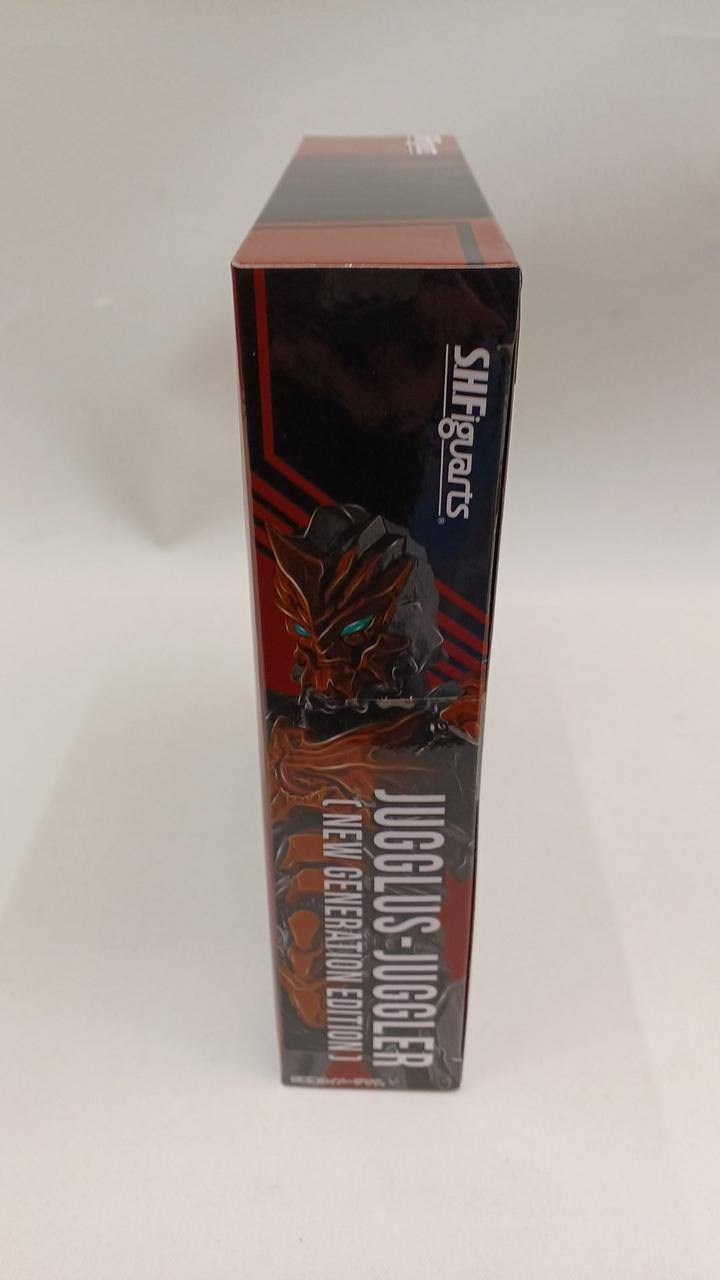 S.H.Figuarts®
JUGGLUS-JUGGLER
[NEW GENERATION EDITION]